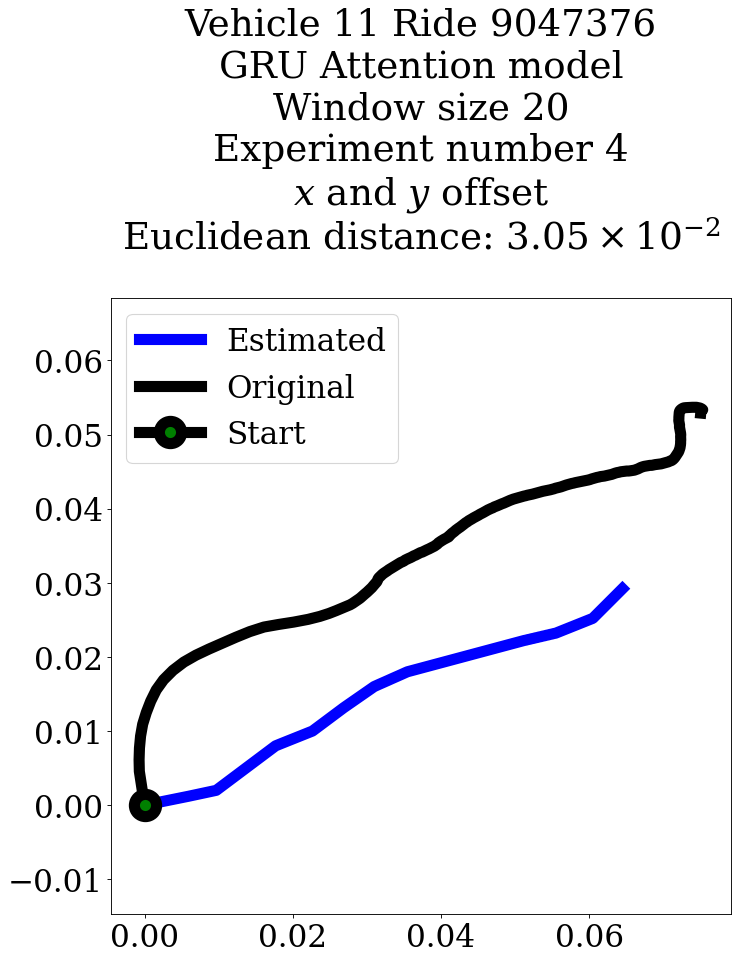 Vehicle 11 Ride 9047376
GRU Attention model
Window size 20
Experiment number 4
x and y offset
Euclidean distance: 3.05 × 10⁻²
Estimated
Original
Start
0.06
0.05
0.04
0.03
0.02
0.01
0.00
−0.01
0.00 0.02 0.04 0.06